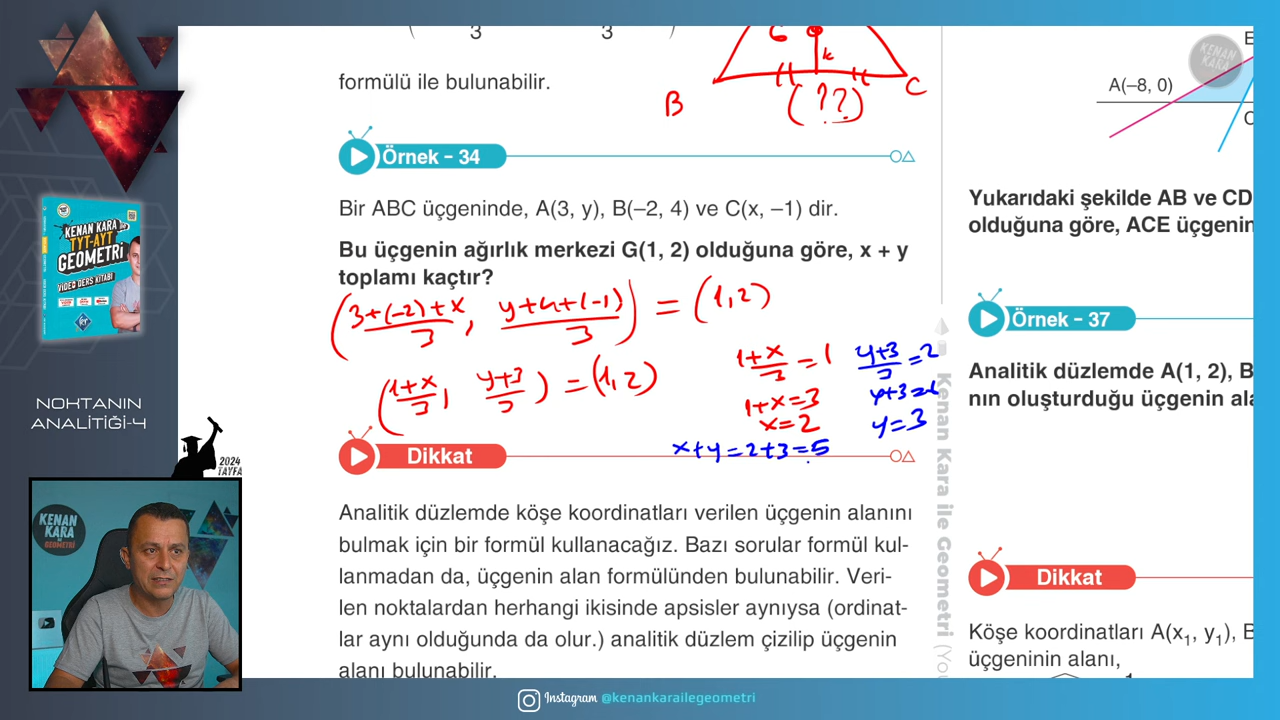 3 3
formülü ile bulunabilir.
B
G
k
C
(??)
Örnek – 34
Bir ABC üçgeninde, A(3, y), B(–2, 4) ve C(x, –1) dir.
Bu üçgenin ağırlık merkezi G(1, 2) olduğuna göre, x + y
toplamı kaçtır?
(3+(-2)+x/3, y+4+(-1)/3) = (1,2)
(1+x/3, y+3/3) = (1,2)
1+x/3 = 1
1+x=3
x=2
y+3/3 = 2
y+3=6
y=3
x+y=2+3=5
Dikkat
Analitik düzlemde köşe koordinatları verilen üçgenin alanını
bulmak için bir formül kullanacağız. Bazı sorular formül kul-
lanmadan da, üçgenin alan formülünden bulunabilir. Veri-
len noktalardan herhangi ikisinde apsisler aynıysa (ordinat-
lar aynı olduğunda da olur.) analitik düzlem çizilip üçgenin
alanı bulunabilir.
Kenan Kara ile Geometri (You
E
A(–8, 0)
C
Yukarıdaki şekilde AB ve CD
olduğuna göre, ACE üçgenin
Örnek – 37
Analitik düzlemde A(1, 2), B
nın oluşturduğu üçgenin ala
Dikkat
Köşe koordinatları A(x₁, y₁), B
üçgeninin alanı,
1
KENAN
KARA
KENAN KARA ile
TYT-AYT
GEOMETRİ
VİDEO DERS KİTABI
NOKTANIN
ANALİTİĞİ-4
2024
TAYFA
KENAN
KARA
ile
GEOMETRİ
Instagram @kenankarailegeometri